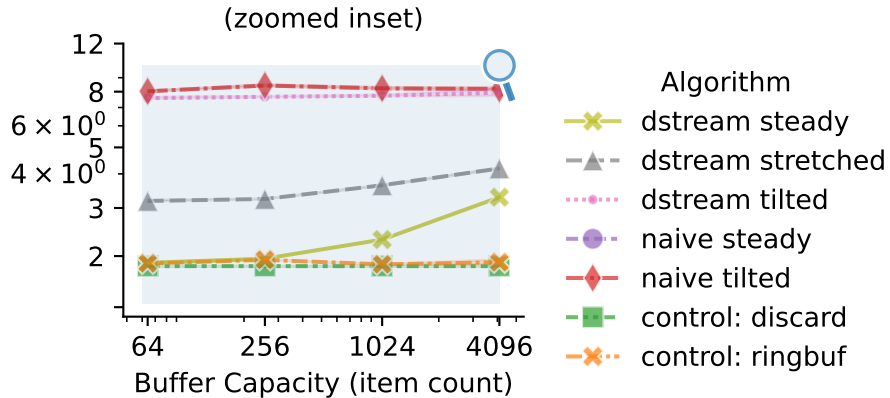 (zoomed inset)
12
8
6 × 10⁰
5
4 × 10⁰
3
2
64 256 1024 4096
Buffer Capacity (item count)
Algorithm
dstream steady
dstream stretched
dstream tilted
naive steady
naive tilted
control: discard
control: ringbuf